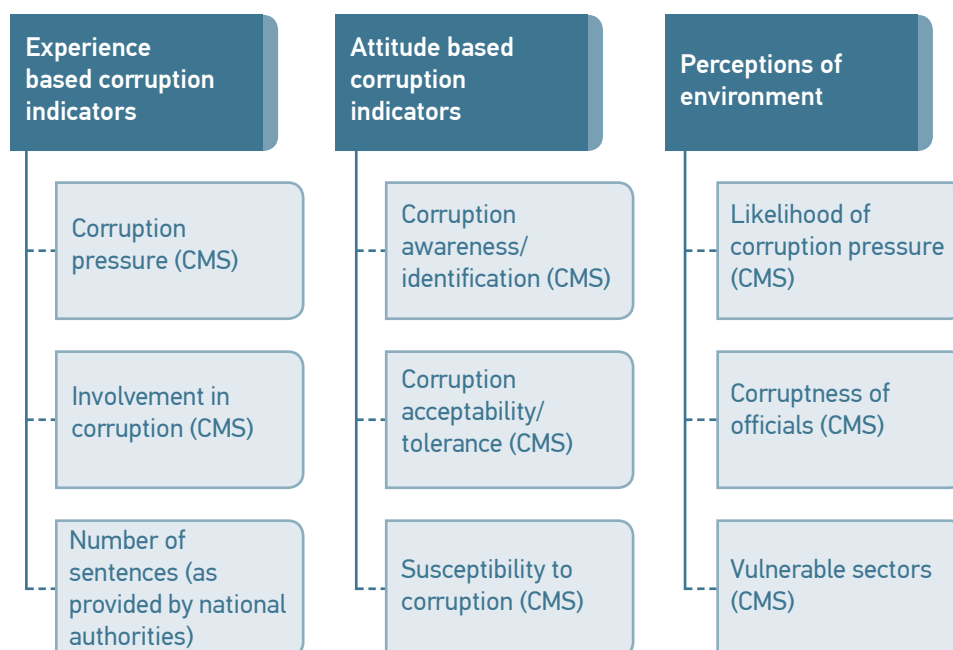 Experience
based corruption
indicators
Corruption
pressure (CMS)
Involvement in
corruption (CMS)
Number of
sentences (as
provided by national
authorities)
Attitude based
corruption
indicators
Corruption
awareness/
identification (CMS)
Corruption
acceptability/
tolerance (CMS)
Susceptibility to
corruption (CMS)
Perceptions of
environment
Likelihood of
corruption pressure
(CMS)
Corruptness of
officials (CMS)
Vulnerable sectors
(CMS)